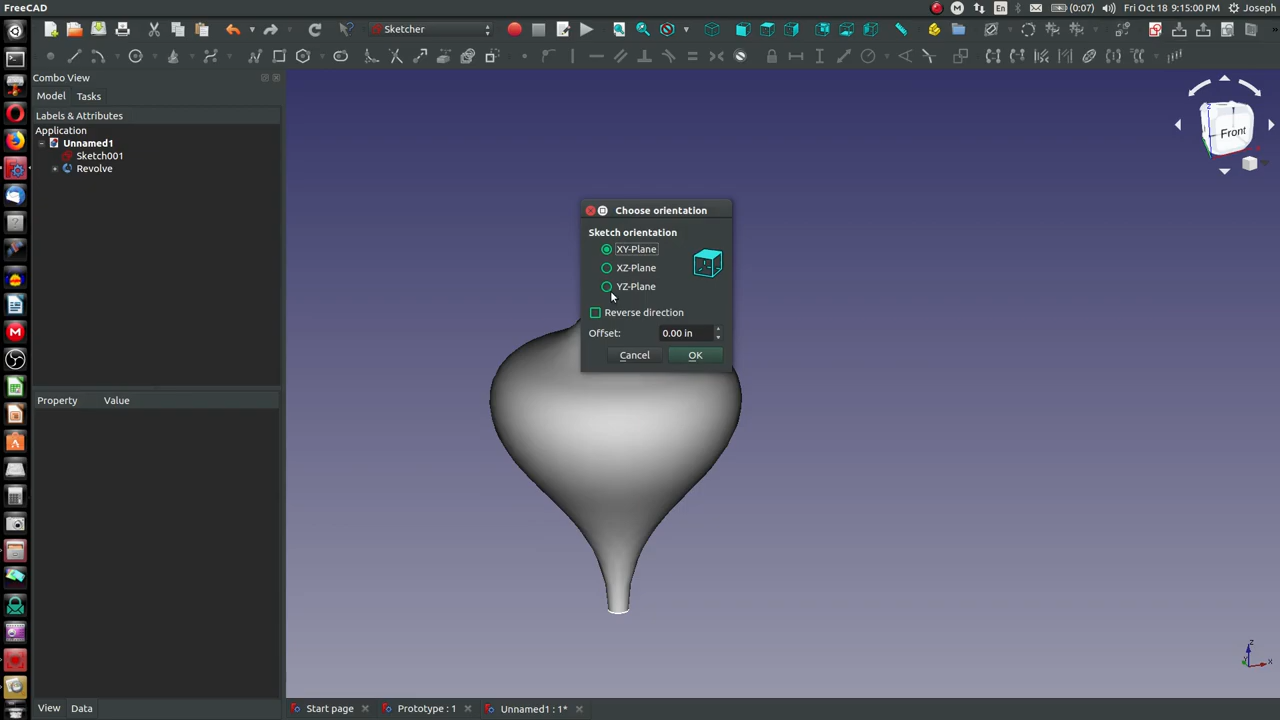 FreeCAD
M
En
(0:07)
Fri Oct 18
9:15:00 PM
Joseph
Sketcher
Combo View
Model
Tasks
Labels & Attributes
Application
Unnamed1
Sketch001
Revolve
Property
Value
View
Data
Choose orientation
Sketch orientation
XY-Plane
XZ-Plane
YZ-Plane
Reverse direction
Offset:
0.00 in
Cancel
OK
Front
Z
X
Start page
Prototype : 1
Unnamed1 : 1*